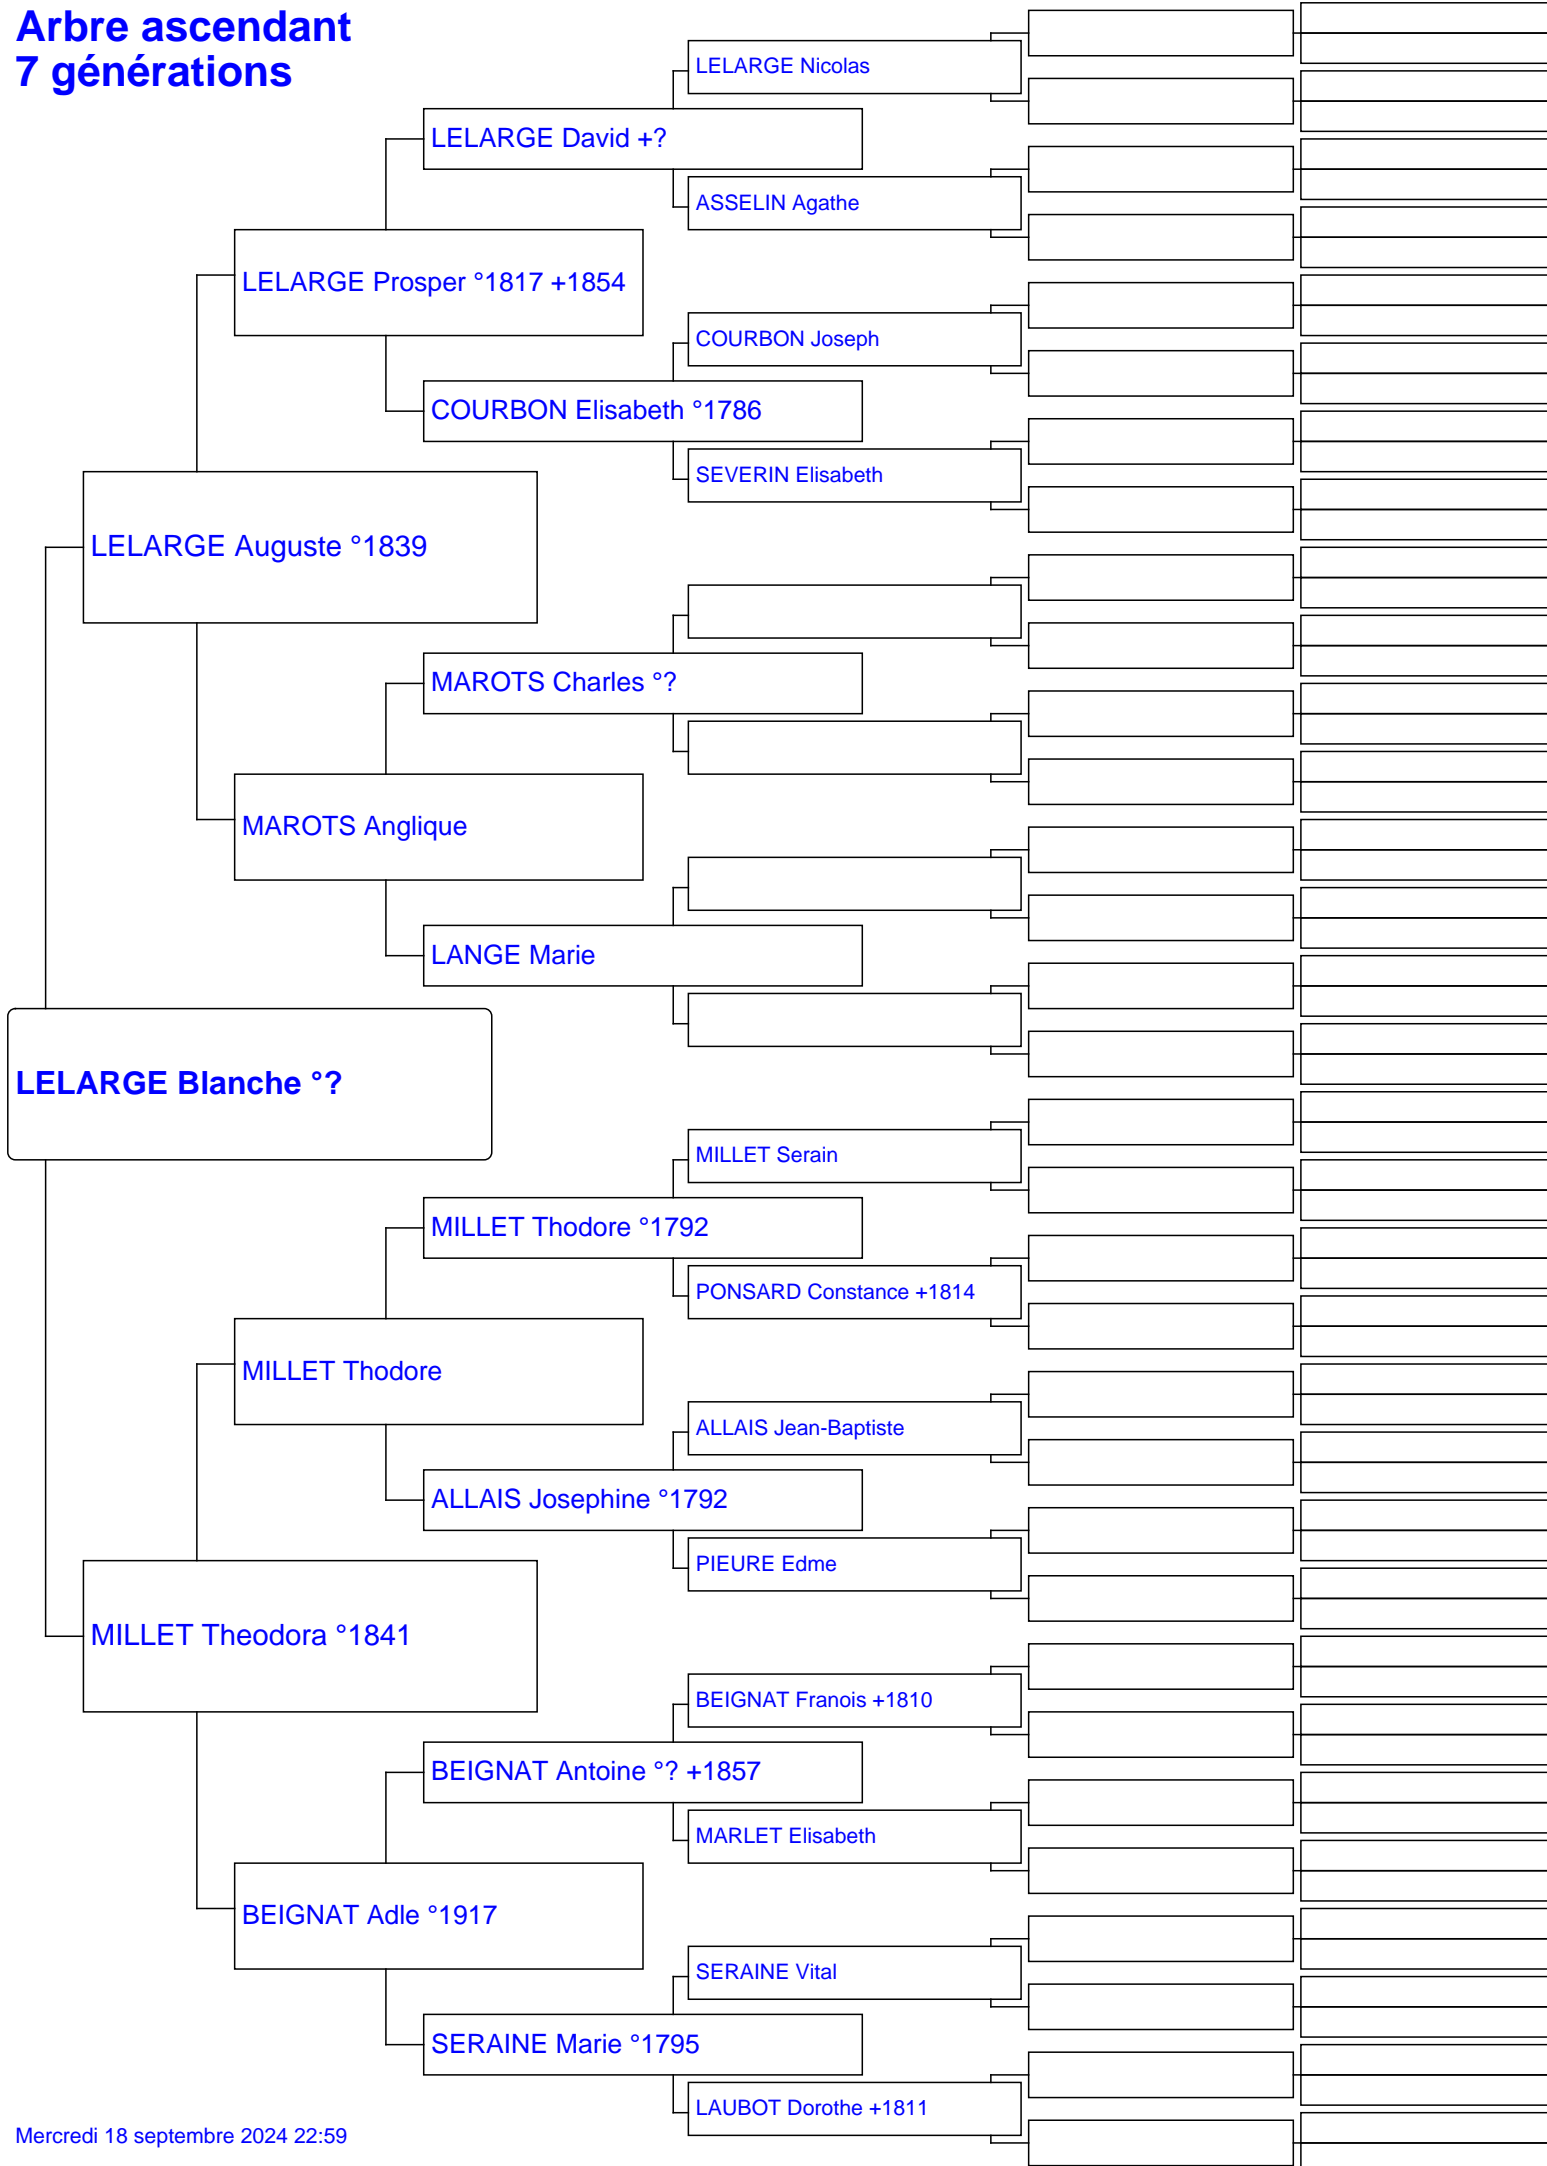 Arbre ascendant
7 générations
LELARGE Nicolas
LELARGE David +?
ASSELIN Agathe
LELARGE Prosper °1817 +1854
COURBON Joseph
COURBON Elisabeth °1786
SEVERIN Elisabeth
LELARGE Auguste °1839
MAROTS Charles °?
MAROTS Anglique
LANGE Marie
LELARGE Blanche °?
MILLET Serain
MILLET Thodore °1792
PONSARD Constance +1814
MILLET Thodore
ALLAIS Jean-Baptiste
ALLAIS Josephine °1792
PIEURE Edme
MILLET Theodora °1841
BEIGNAT Franois +1810
BEIGNAT Antoine °? +1857
MARLET Elisabeth
BEIGNAT Adle °1917
SERAINE Vital
SERAINE Marie °1795
LAUBOT Dorothe +1811
Mercredi 18 septembre 2024 22:59